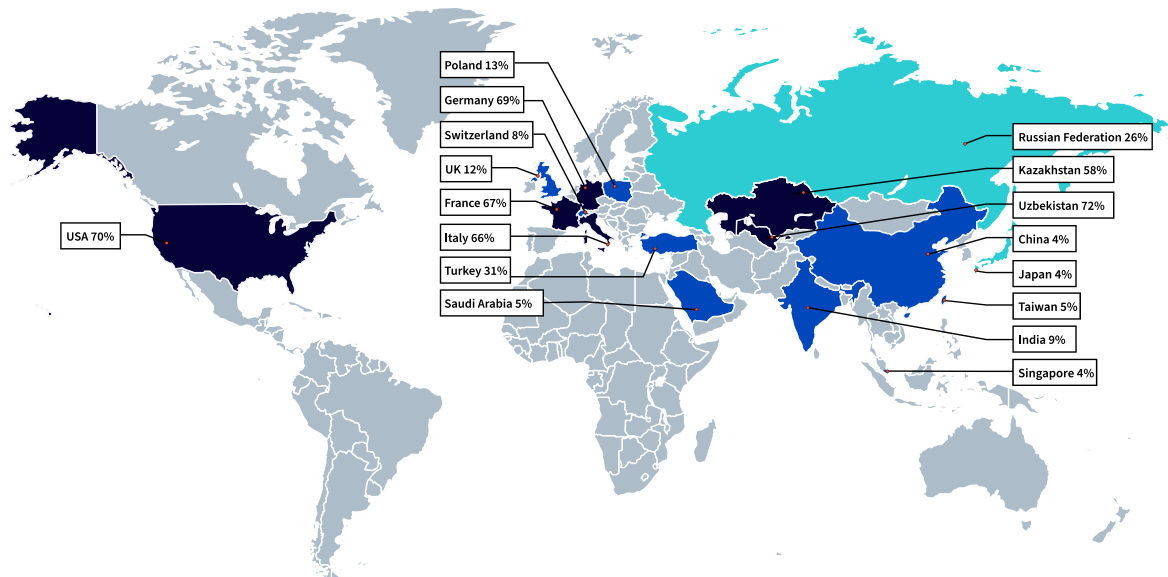 Poland 13%
Germany 69%
Switzerland 8%
UK 12%
France 67%
Italy 66%
Turkey 31%
Saudi Arabia 5%
USA 70%
Russian Federation 26%
Kazakhstan 58%
Uzbekistan 72%
China 4%
Japan 4%
Taiwan 5%
India 9%
Singapore 4%